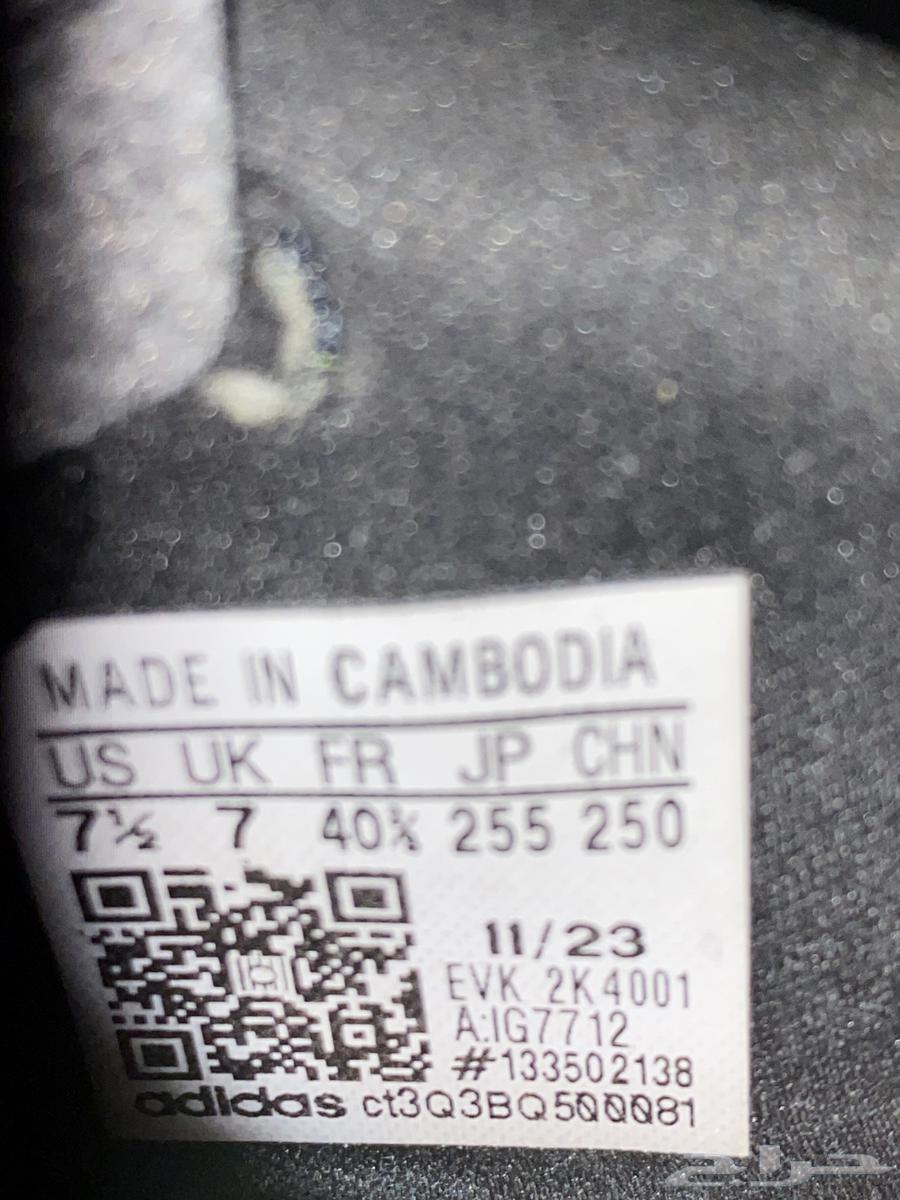 MADE IN CAMBODIA
US UK FR JP CHN
7½ 7 40⅔ 255 250
11/23
EVK 2K4001
A:IG7712
#133502138
adidas ct3Q3BQ500081
حراج